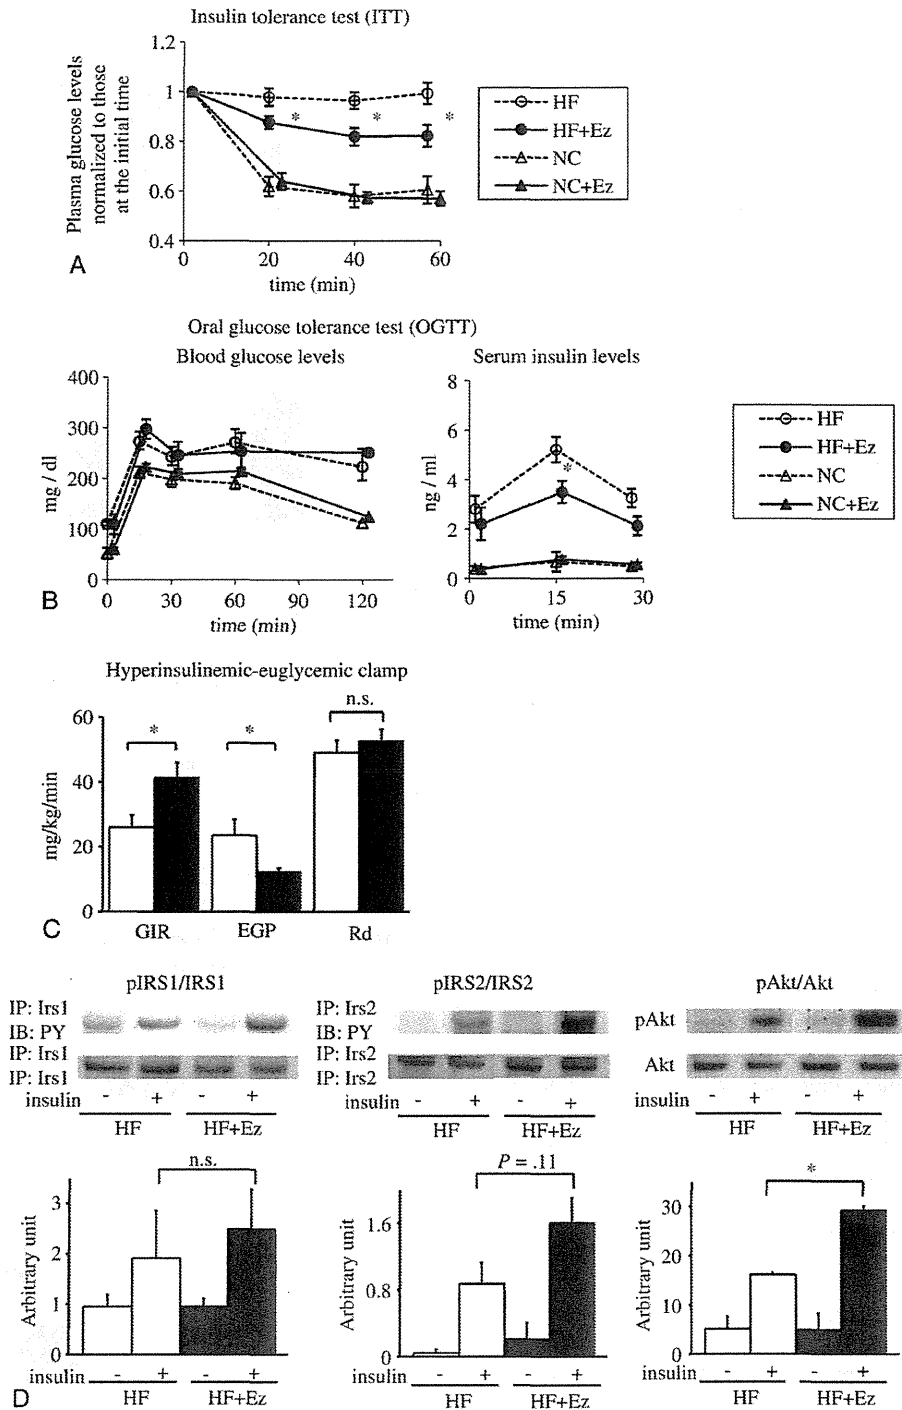 Insulin tolerance test (ITT)
Plasma glucose levels
normalized to those
at the initial time
1.2
1
0.8
0.6
0.4
* * *
0 20 40 60
time (min)
HF
HF+Ez
NC
NC+Ez
A
Oral glucose tolerance test (OGTT)
Blood glucose levels
mg / dl
400
300
200
100
0
0 30 60 90 120
time (min)
Serum insulin levels
ng / ml
8
6
4
2
0
*
0 15 30
time (min)
HF
HF+Ez
NC
NC+Ez
B
Hyperinsulinemic-euglycemic clamp
mg/kg/min
60
40
20
0
* * n.s.
GIR EGP Rd
C
pIRS1/IRS1
IP: Irs1
IB: PY
IP: Irs1
IP: Irs1
insulin - + - +
HF HF+Ez
pIRS2/IRS2
IP: Irs2
IB: PY
IP: Irs2
IP: Irs2
insulin - + - +
HF HF+Ez
pAkt/Akt
pAkt
Akt
insulin - + - +
HF HF+Ez
n.s.
Arbitrary unit
3
2
1
0
insulin - + - +
HF HF+Ez
P = .11
Arbitrary unit
1.6
0.8
0
insulin - + - +
HF HF+Ez
*
Arbitrary unit
30
20
10
0
insulin - + - +
HF HF+Ez
D